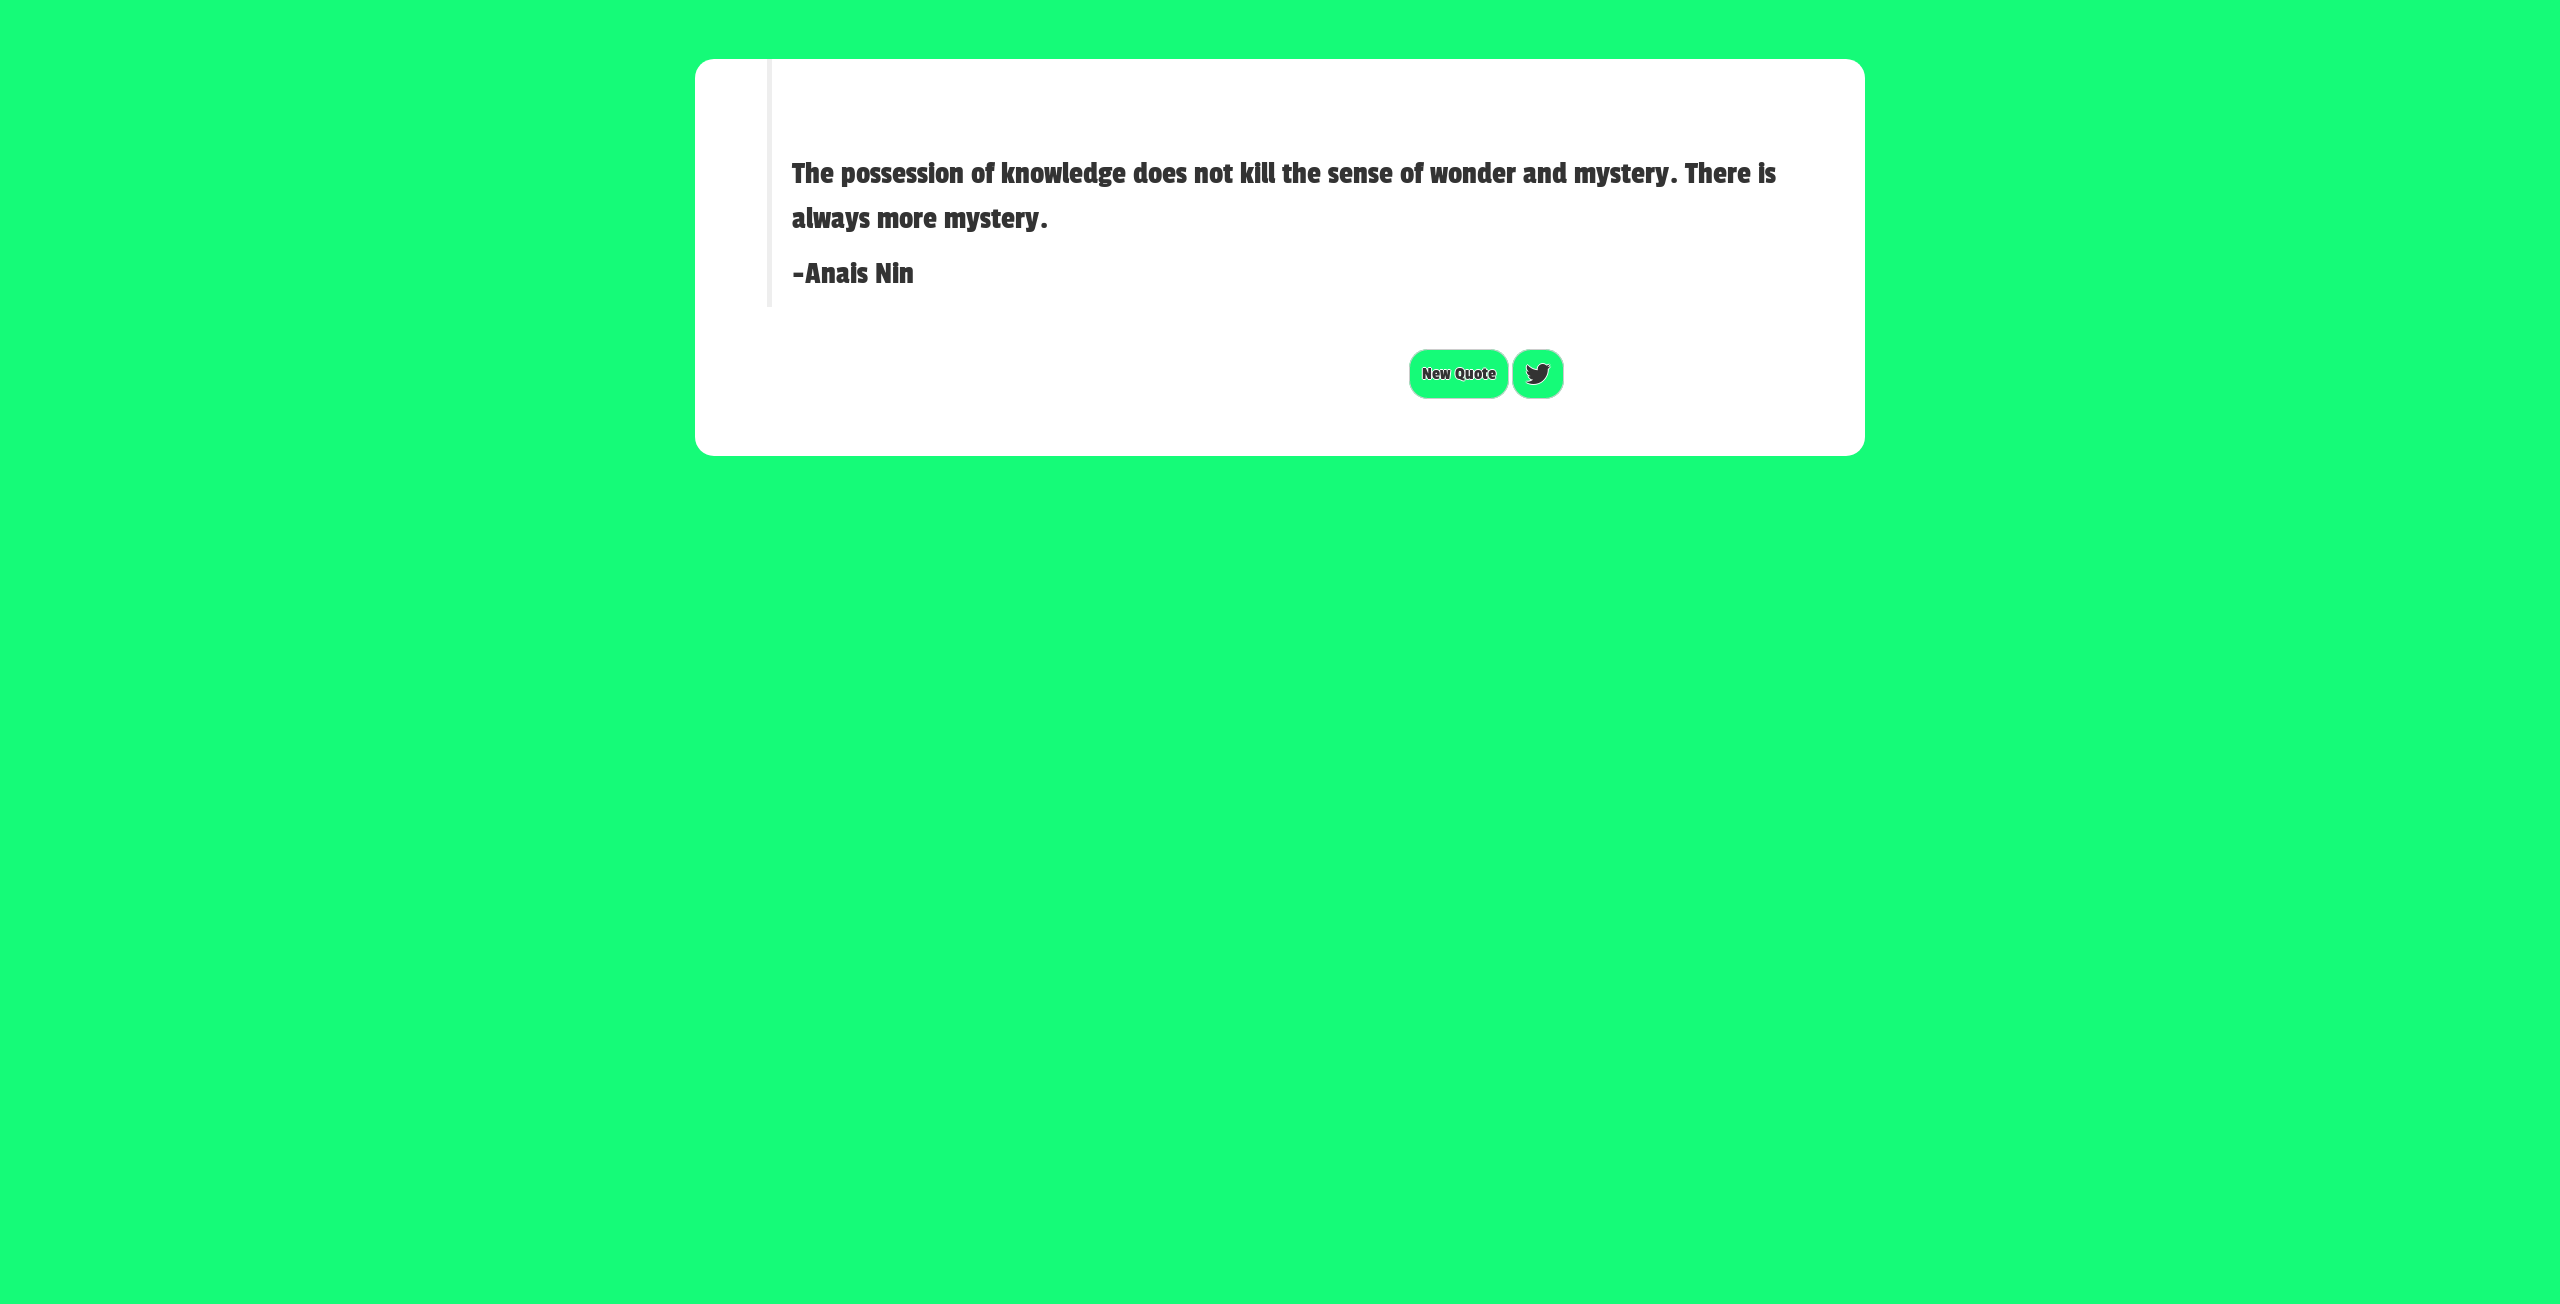 The possession of knowledge does not kill the sense of wonder and mystery. There is
always more mystery.
-Anais Nin
New Quote